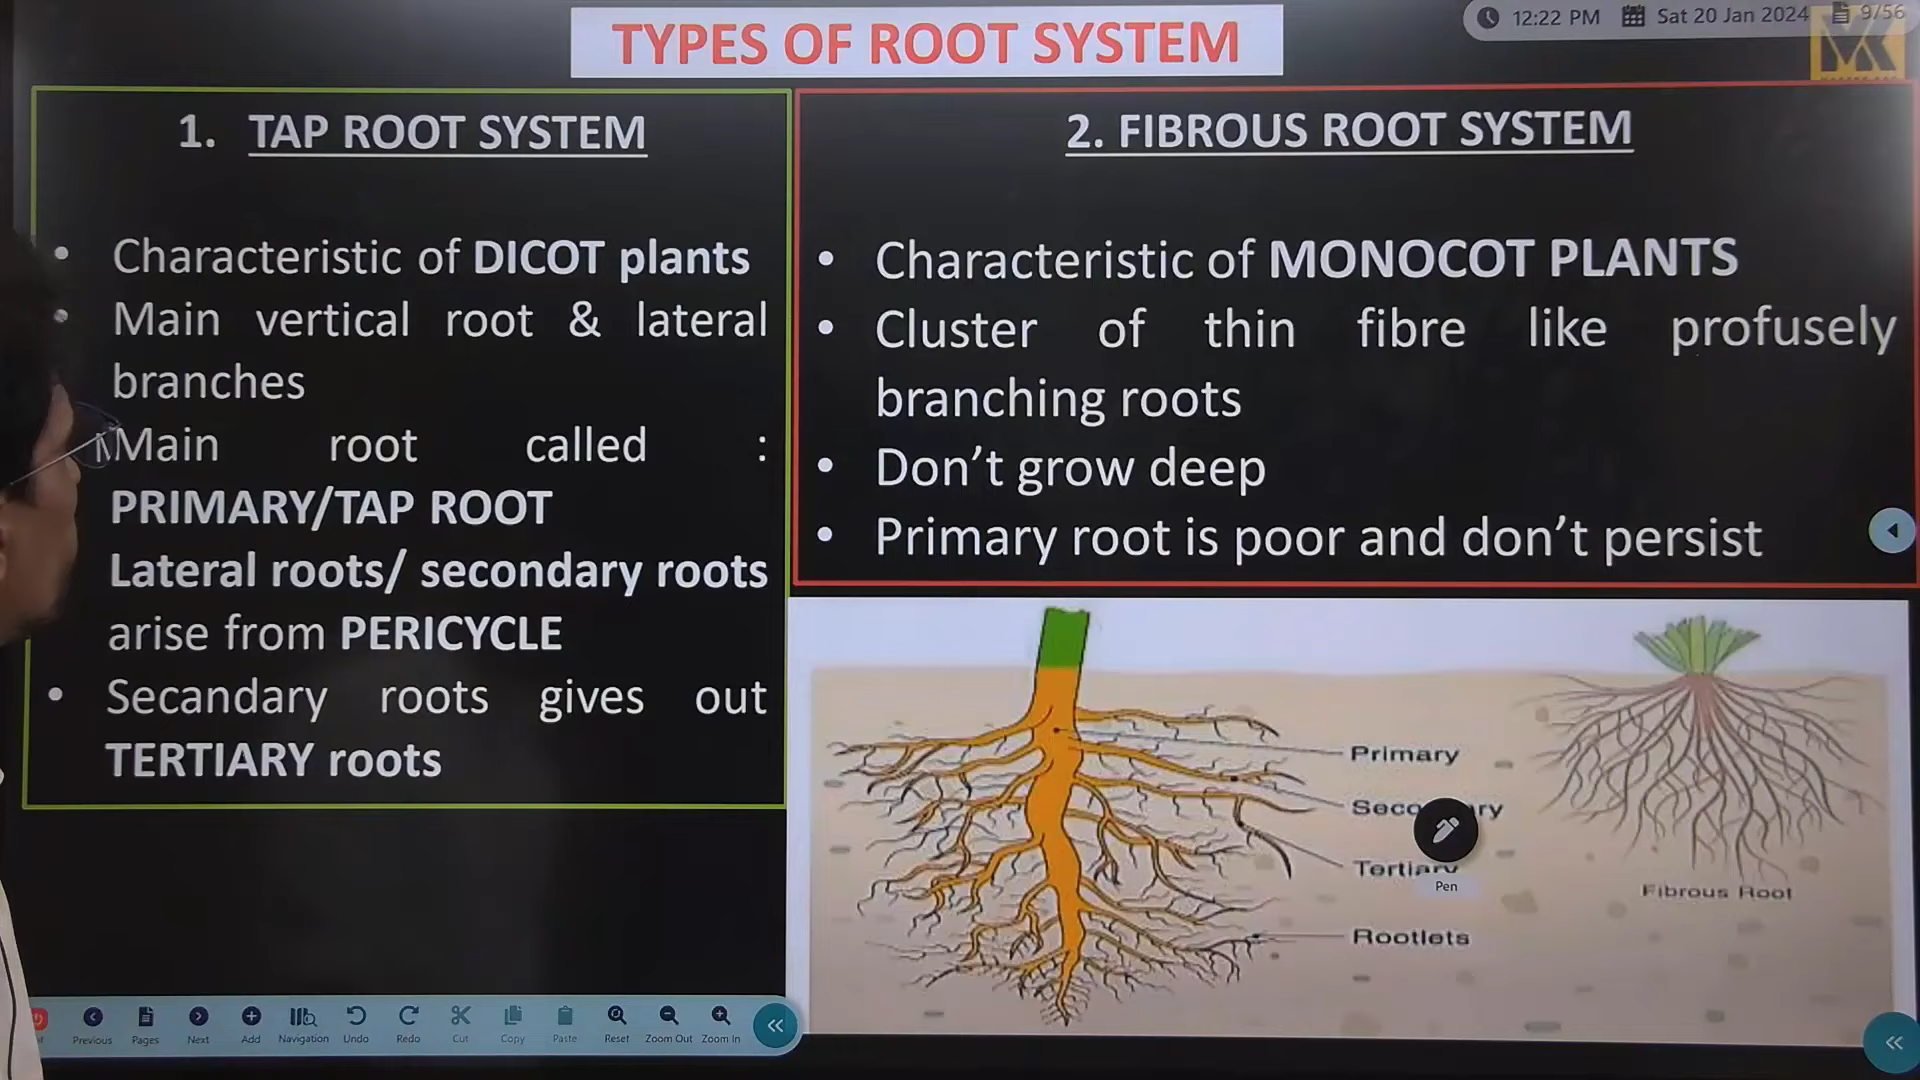 TYPES OF ROOT SYSTEM
12:22 PM Sat 20 Jan 2024 9/56
1. TAP ROOT SYSTEM
• Characteristic of DICOT plants
• Main vertical root & lateral
branches
Main root called :
PRIMARY/TAP ROOT
Lateral roots/ secondary roots
arise from PERICYCLE
• Secandary roots gives out
TERTIARY roots
2. FIBROUS ROOT SYSTEM
• Characteristic of MONOCOT PLANTS
• Cluster of thin fibre like profusely
branching roots
• Don’t grow deep
• Primary root is poor and don’t persist
Primary
Tertiary
Pen
Rootlets
Fibrous Root
Previous Pages Next Add Navigation Undo Redo Cut Copy Paste Reset Zoom Out Zoom In